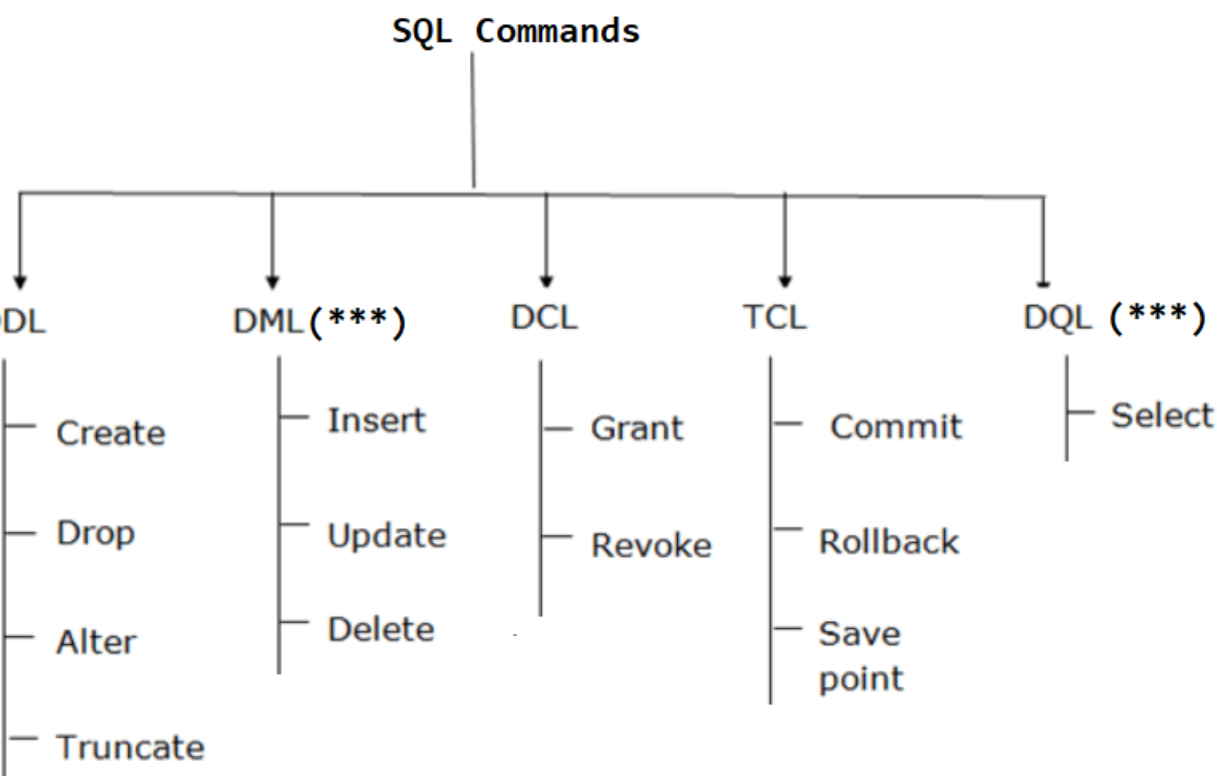 SQL Commands
DL
DML(***)
DCL
TCL
DQL (***)
Create
Drop
Alter
Truncate
Insert
Update
Delete
Grant
Revoke
Commit
Rollback
Save
point
Select